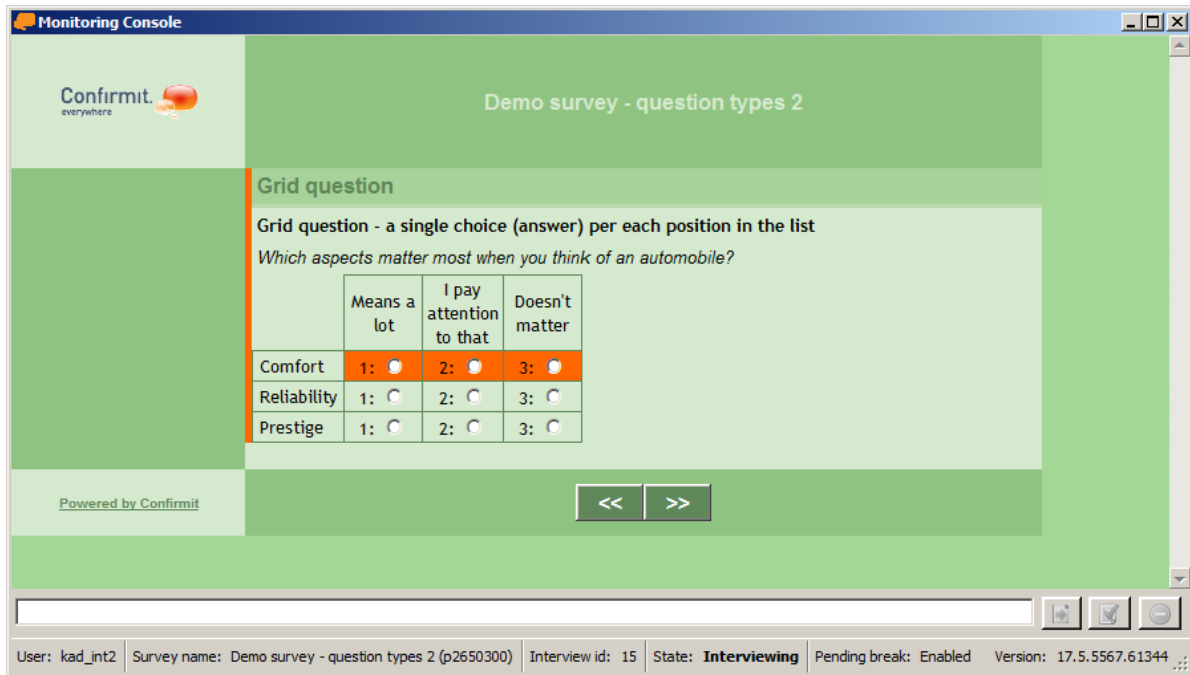 Monitoring Console
Confirmit.
everywhere
Demo survey - question types 2
Grid question
Grid question - a single choice (answer) per each position in the list
Which aspects matter most when you think of an automobile?
Means a lot
I pay attention to that
Doesn't matter
Comfort 1: 2: 3:
Reliability 1: 2: 3:
Prestige 1: 2: 3:
Powered by Confirmit
<< >>
User: kad_int2 Survey name: Demo survey - question types 2 (p2650300) Interview id: 15 State: Interviewing Pending break: Enabled Version: 17.5.5567.61344